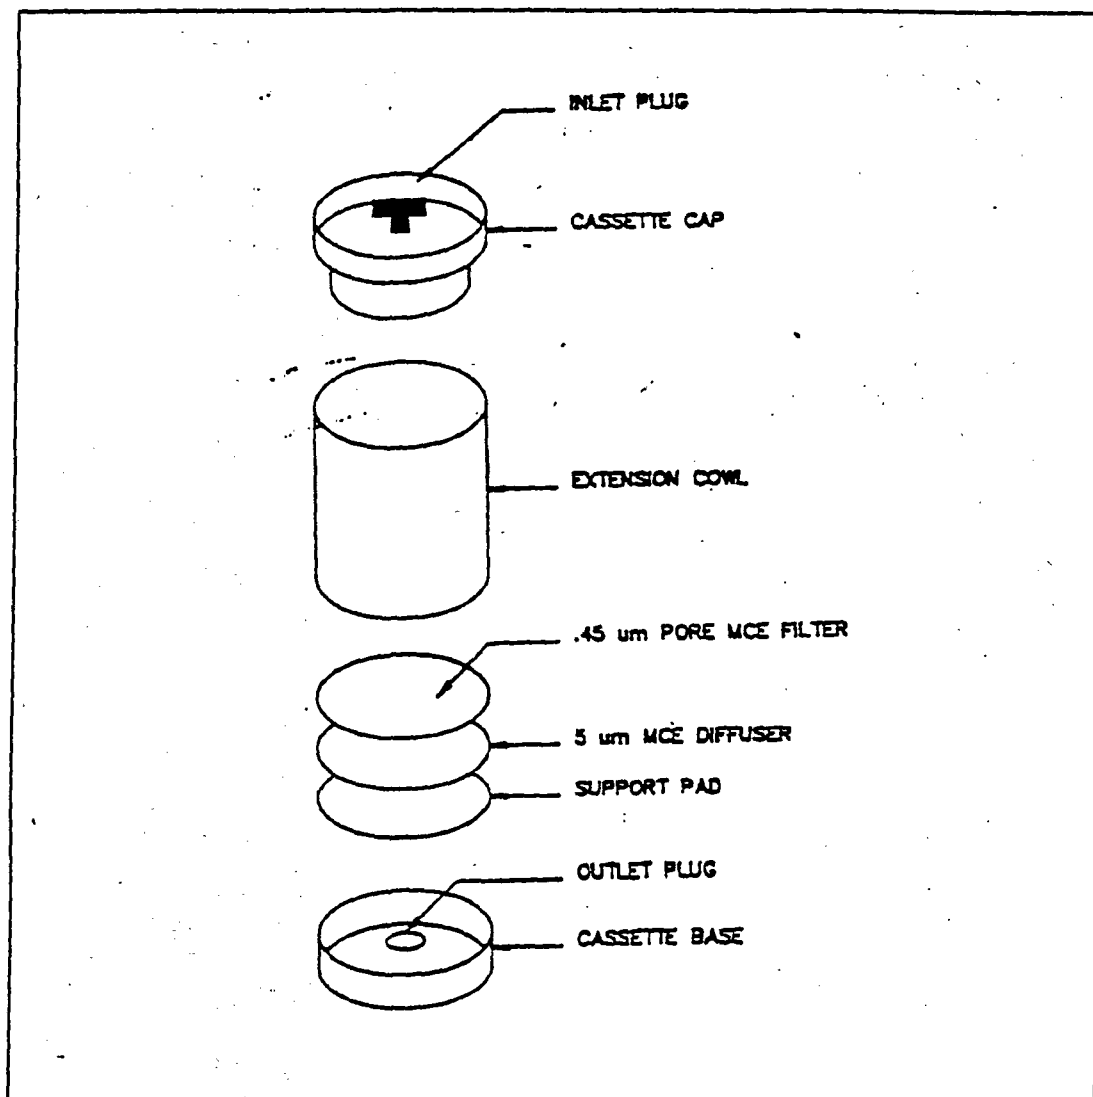 INLET PLUG
CASSETTE CAP
EXTENSION COWL
.45 um PORE MCE FILTER
5 um MCE DIFFUSER
SUPPORT PAD
OUTLET PLUG
CASSETTE BASE